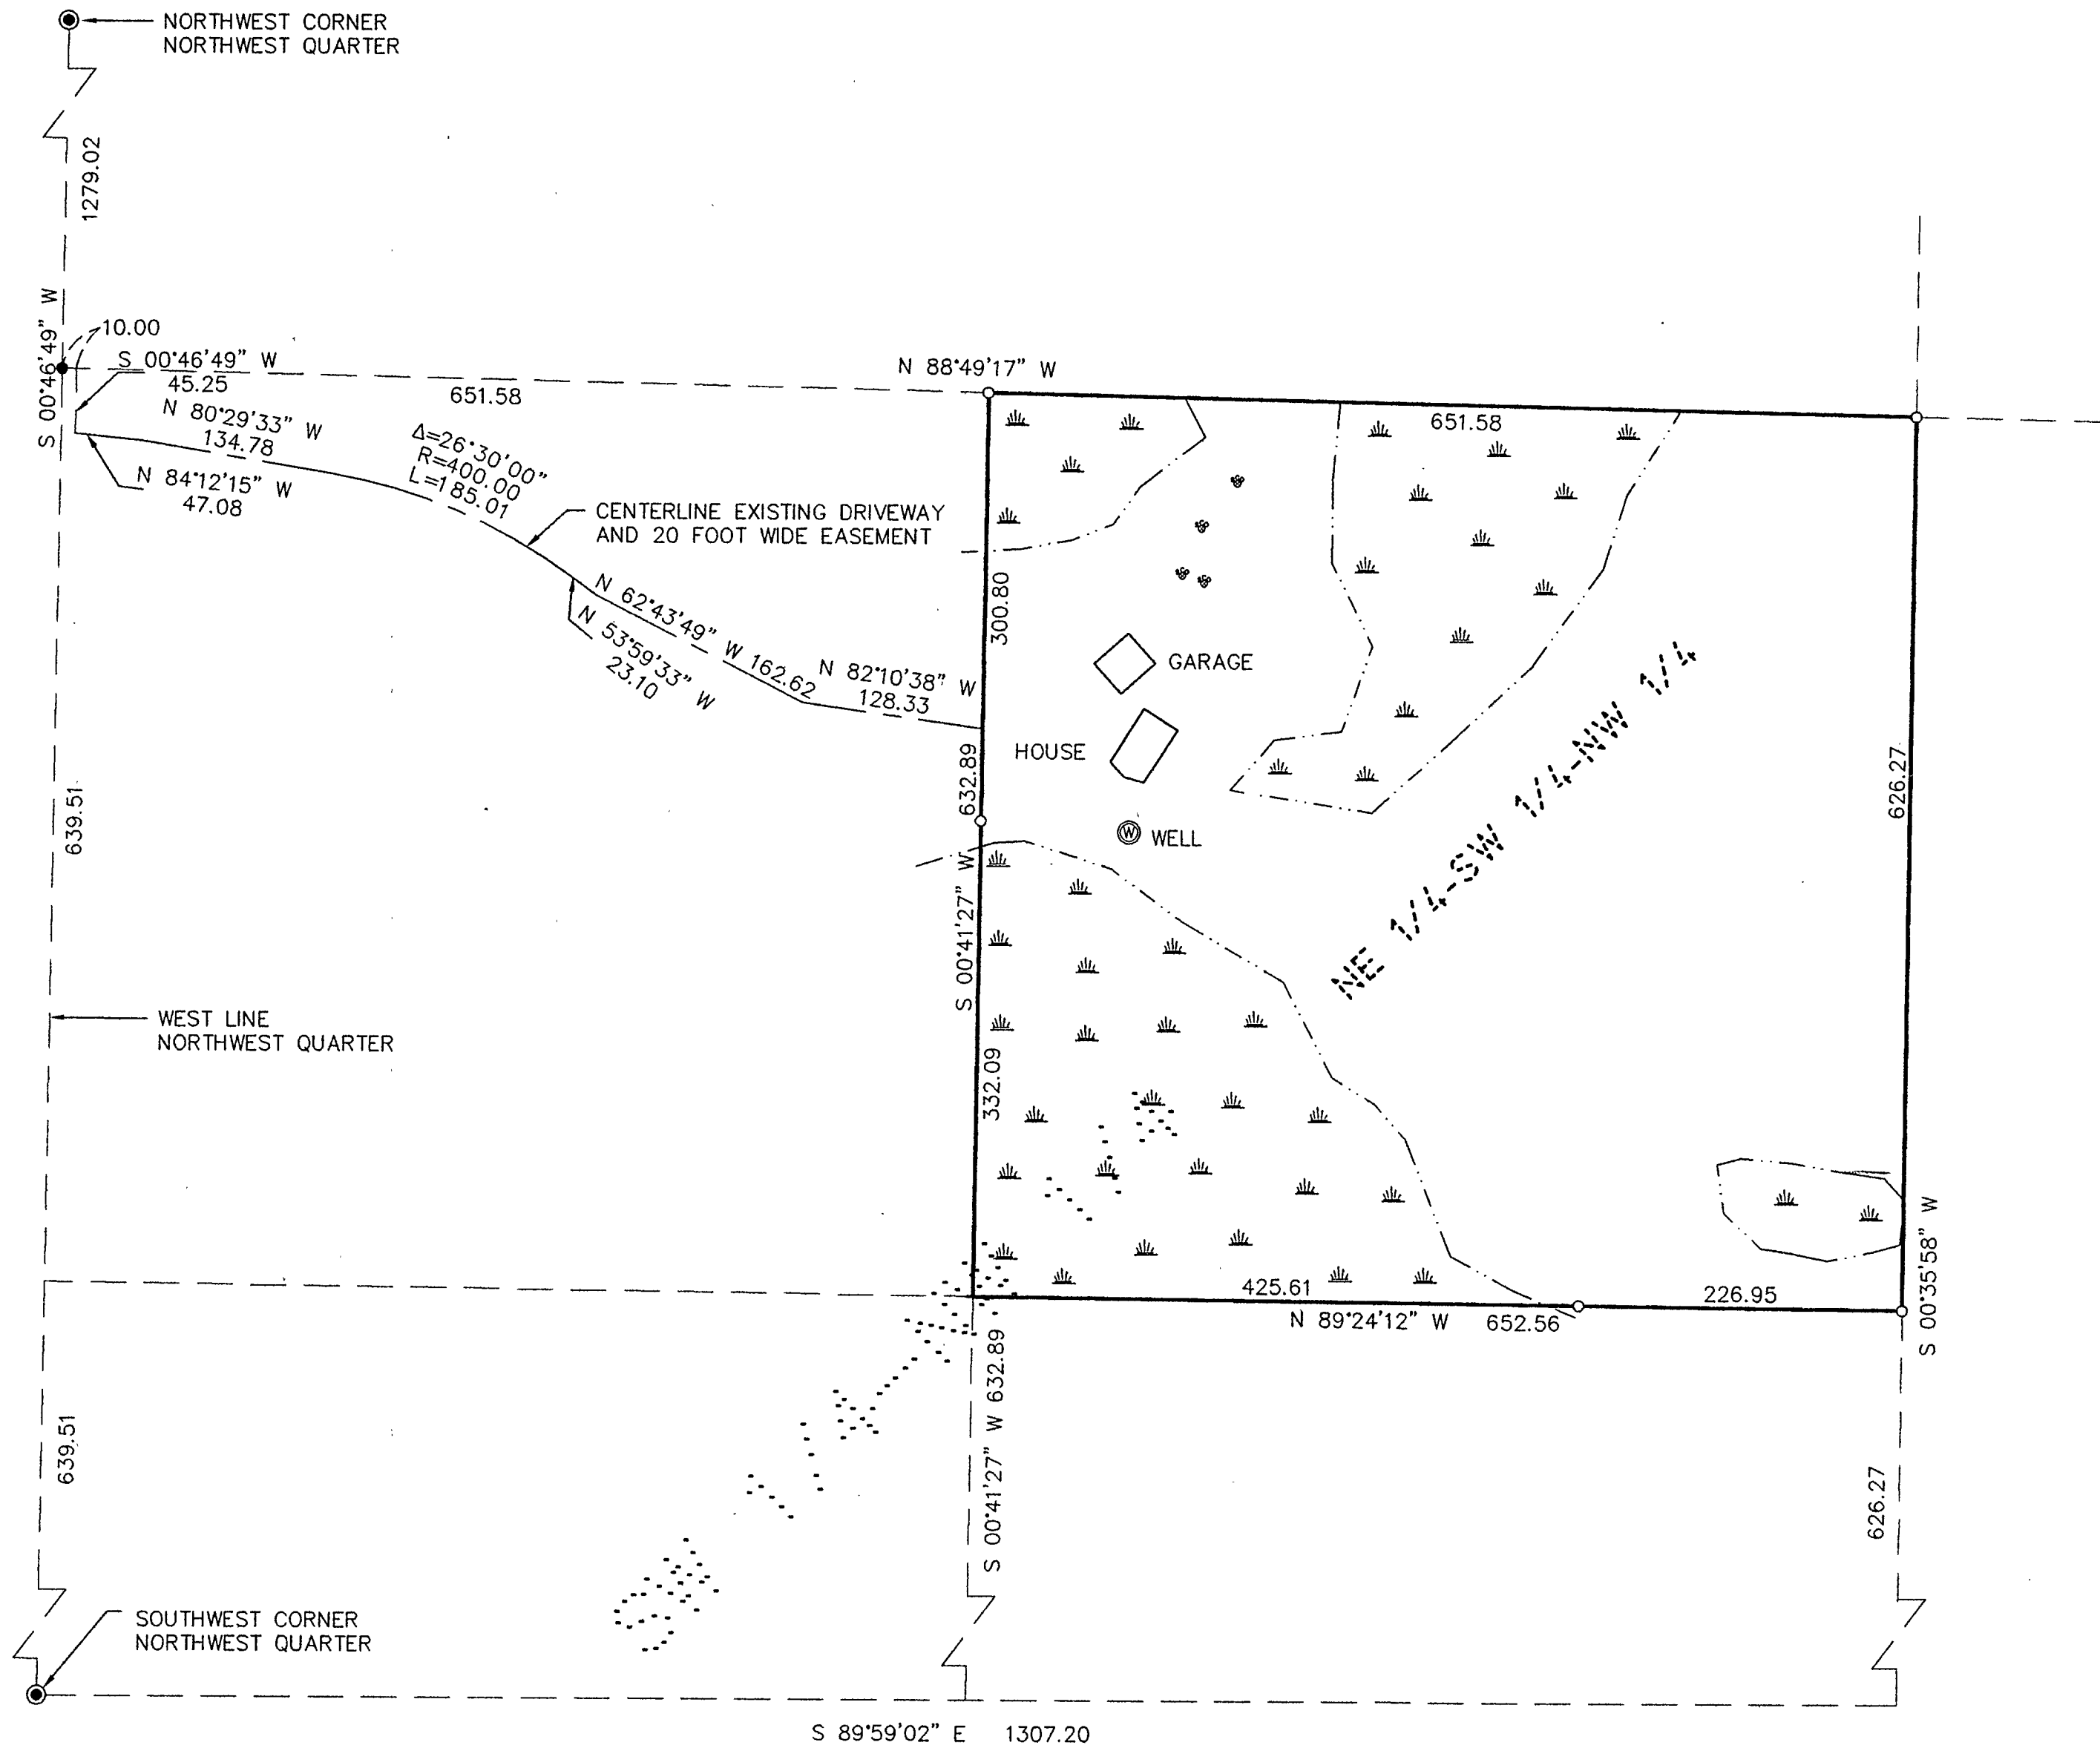 NORTHWEST CORNER
NORTHWEST QUARTER
1279.02
S 00°46'49" W
10.00
S 00°46'49" W
45.25
651.58
N 88°49'17" W
651.58
N 80°29'33" W
134.78
N 84°12'15" W
47.08
Δ=26°30'00"
R=400.00
L=185.01
CENTERLINE EXISTING DRIVEWAY
AND 20 FOOT WIDE EASEMENT
N 62°43'49" W 162.62
N 53°59'33" W
23.10
N 82°10'38" W
128.33
300.80
632.89
GARAGE
HOUSE
W WELL
NE 1/4-SW 1/4-NW 1/4
626.27
639.51
S 00°41'27" W
332.09
WEST LINE
NORTHWEST QUARTER
425.61
226.95
N 89°24'12" W 652.56
S 00°35'58" W
SW 1/4-NW 1/4
639.51
S 00°41'27" W 632.89
626.27
SOUTHWEST CORNER
NORTHWEST QUARTER
S 89°59'02" E 1307.20